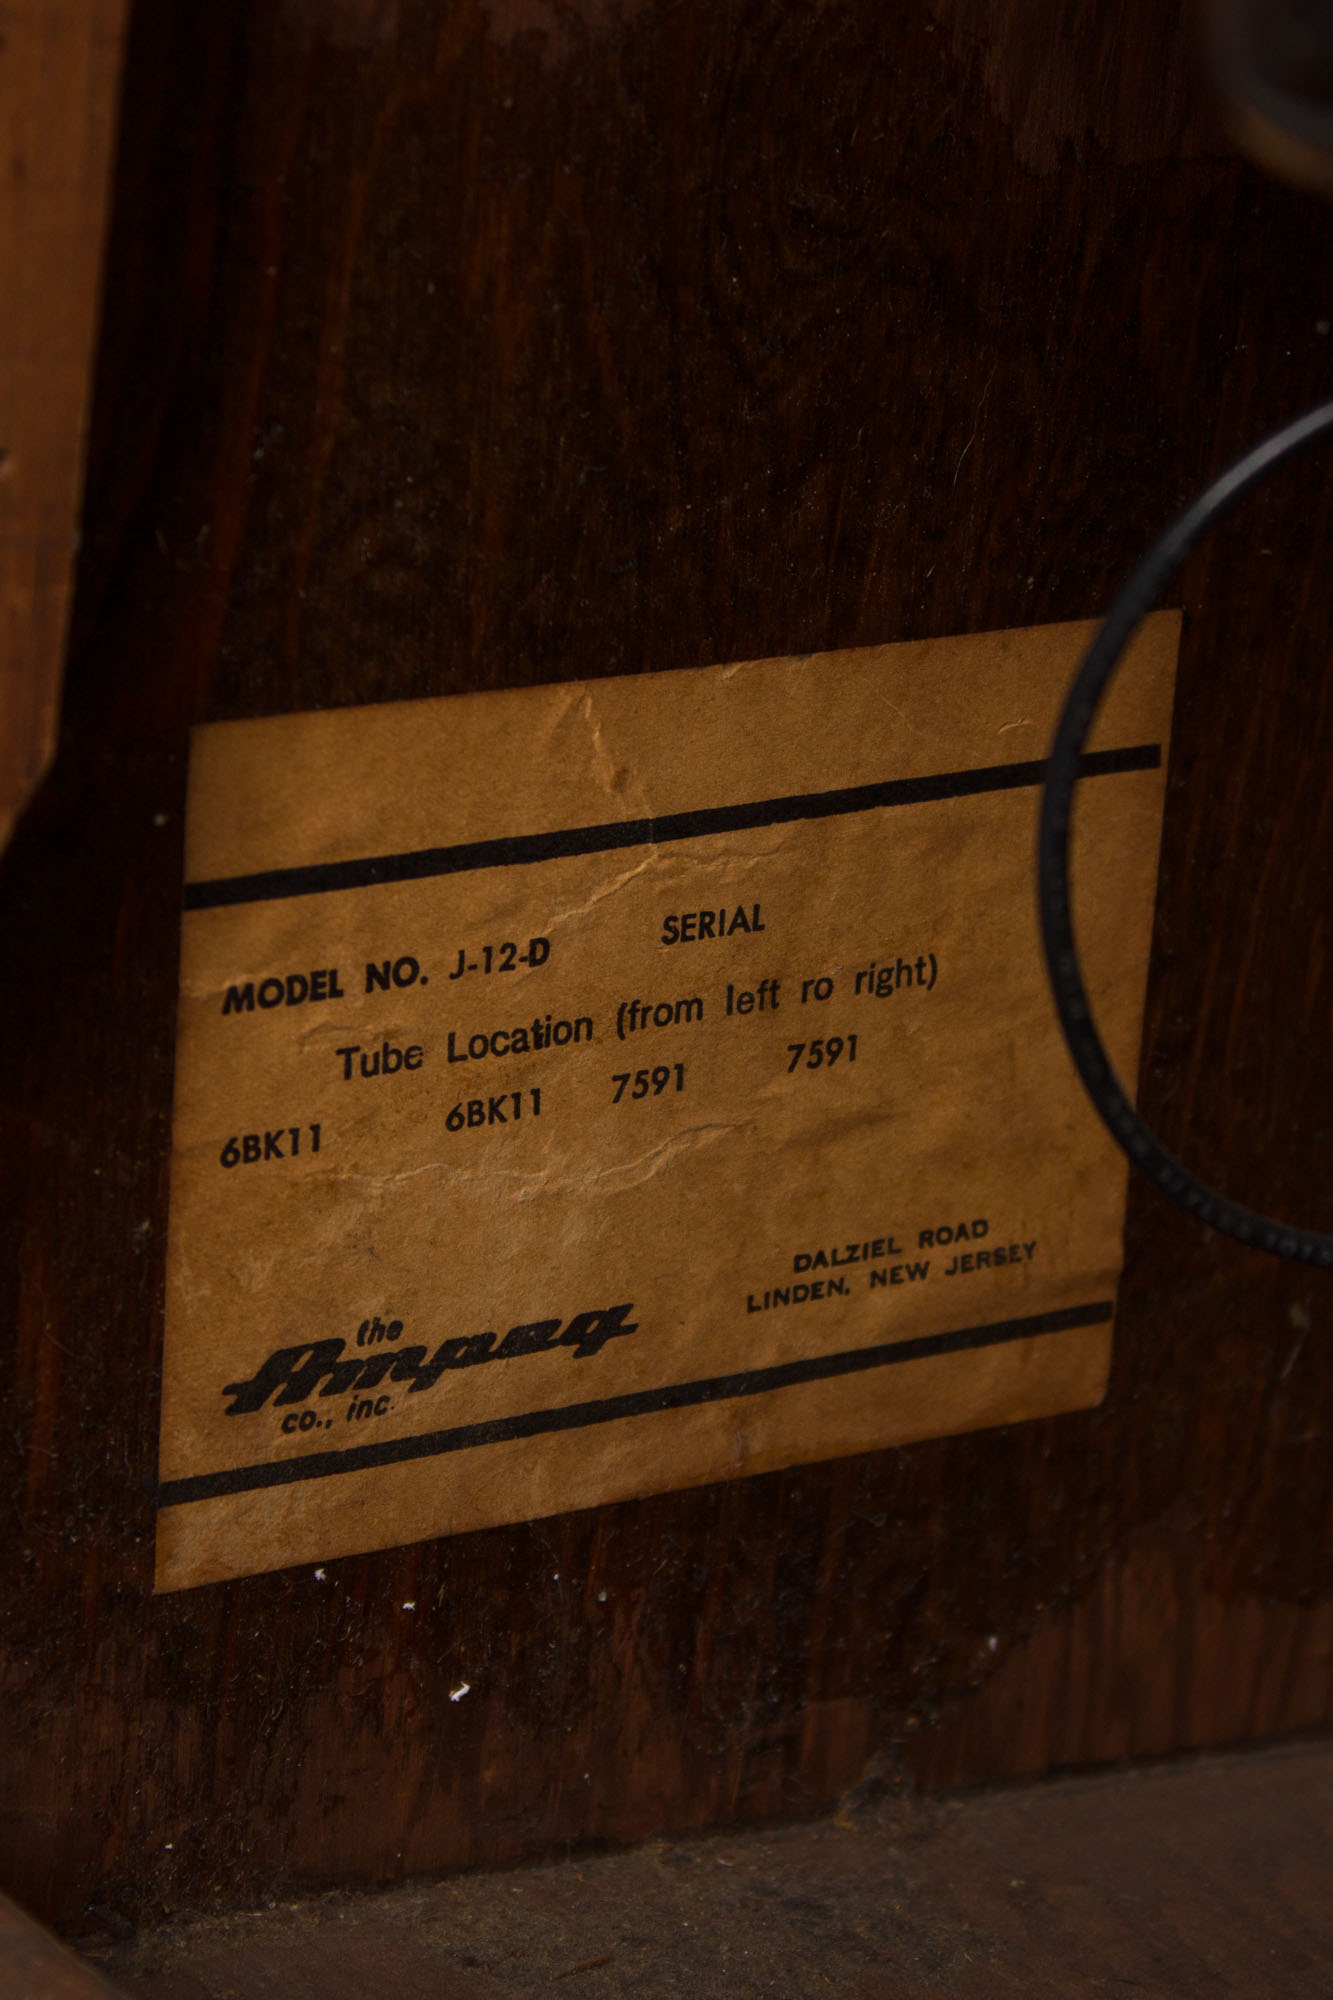 MODEL NO. J-12-D SERIAL
Tube Location (from left ro right)
6BK11 6BK11 7591 7591
DALZIEL ROAD
LINDEN, NEW JERSEY
the
Ampeg
co., inc.